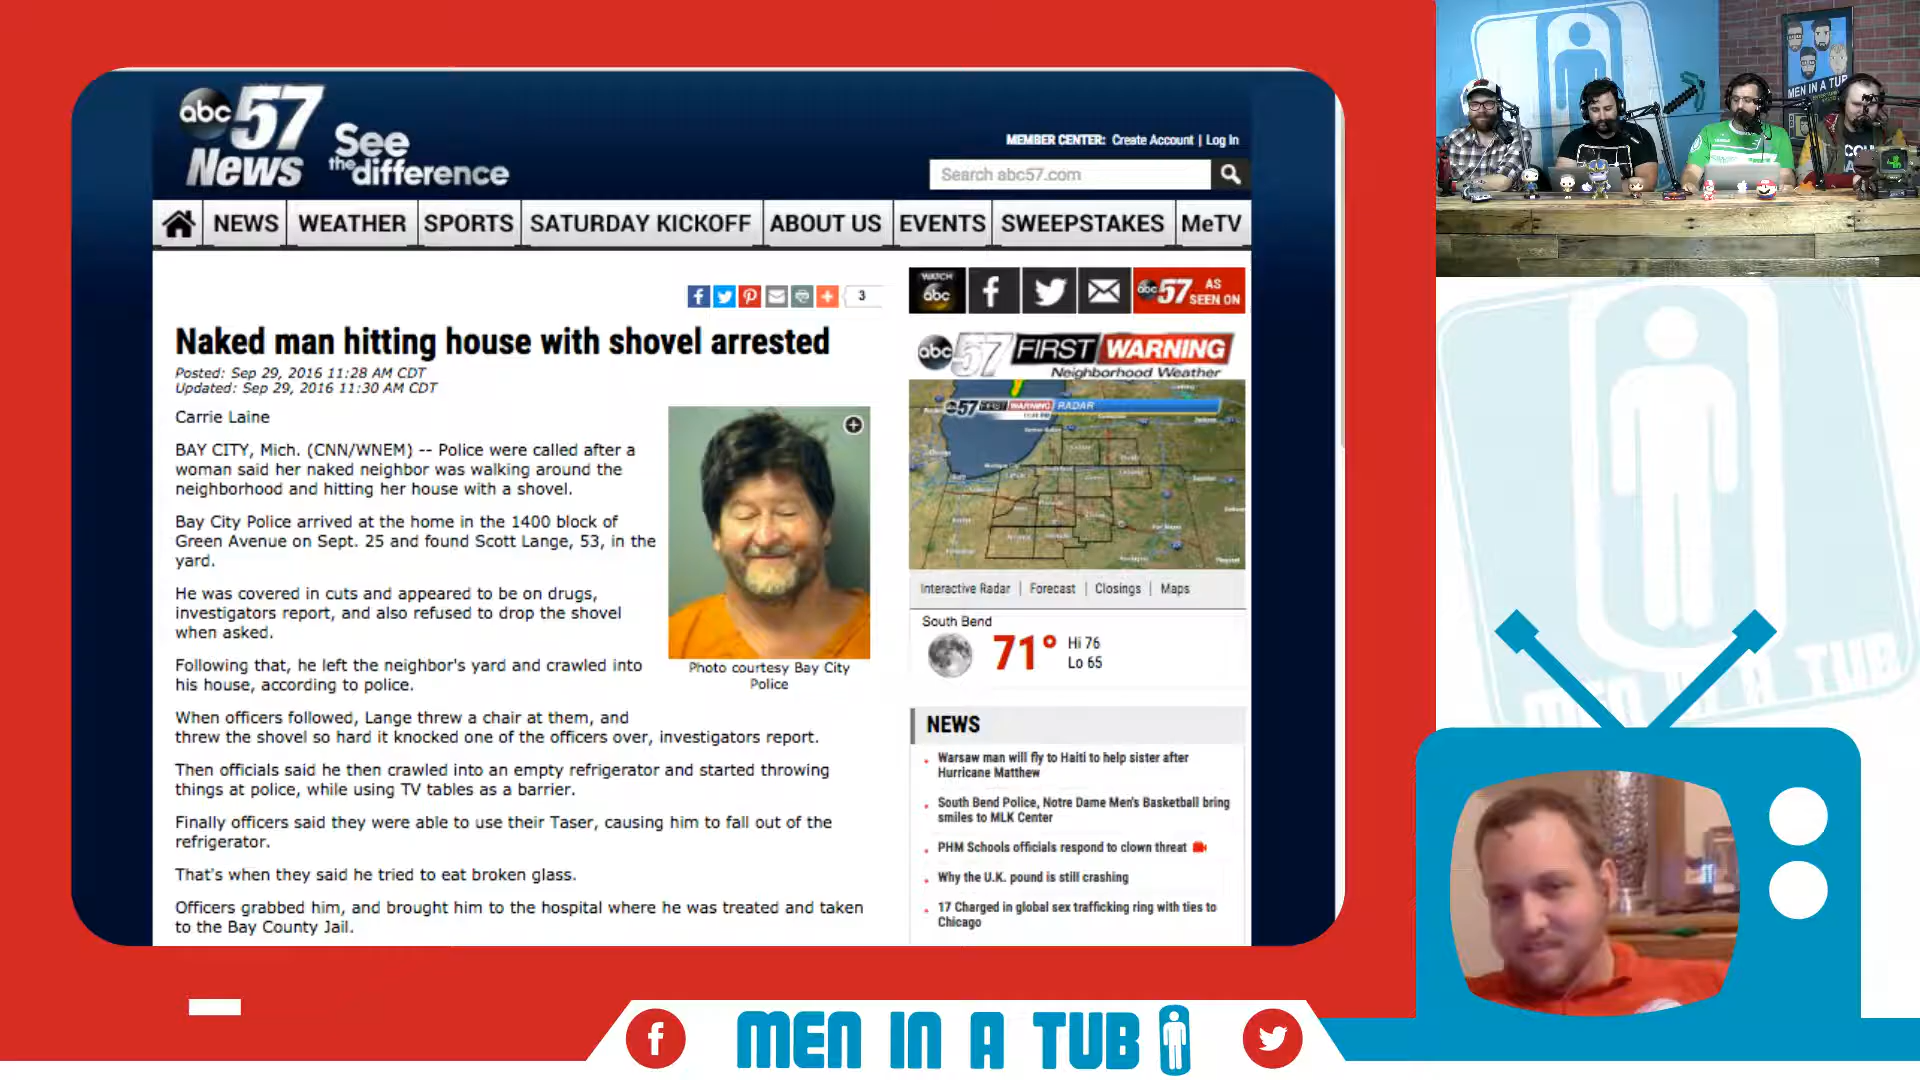 abc 57
News
See
the difference
MEMBER CENTER: Create Account | Log In
Search abc57.com
NEWS
WEATHER
SPORTS
SATURDAY KICKOFF
ABOUT US
EVENTS
SWEEPSTAKES
MeTV
3
WATCH
abc
abc 57 AS
SEEN ON
Naked man hitting house with shovel arrested
Posted: Sep 29, 2016 11:28 AM CDT
Updated: Sep 29, 2016 11:30 AM CDT
Carrie Laine
BAY CITY, Mich. (CNN/WNEM) -- Police were called after a
woman said her naked neighbor was walking around the
neighborhood and hitting her house with a shovel.
Bay City Police arrived at the home in the 1400 block of
Green Avenue on Sept. 25 and found Scott Lange, 53, in the
yard.
He was covered in cuts and appeared to be on drugs,
investigators report, and also refused to drop the shovel
when asked.
Following that, he left the neighbor's yard and crawled into
his house, according to police.
Photo courtesy Bay City
Police
When officers followed, Lange threw a chair at them, and
threw the shovel so hard it knocked one of the officers over, investigators report.
Then officials said he then crawled into an empty refrigerator and started throwing
things at police, while using TV tables as a barrier.
Finally officers said they were able to use their Taser, causing him to fall out of the
refrigerator.
That's when they said he tried to eat broken glass.
Officers grabbed him, and brought him to the hospital where he was treated and taken
to the Bay County Jail.
abc 57 FIRST WARNING
Neighborhood Weather
57 FIRST WARNING RADAR
Interactive Radar | Forecast | Closings | Maps
South Bend
71° Hi 76
Lo 65
NEWS
Warsaw man will fly to Haiti to help sister after
Hurricane Matthew
South Bend Police, Notre Dame Men's Basketball bring
smiles to MLK Center
PHM Schools officials respond to clown threat
Why the U.K. pound is still crashing
17 Charged in global sex trafficking ring with ties to
Chicago
MEN IN A TUB
MEN IN A TUB
MEN IN A TUB